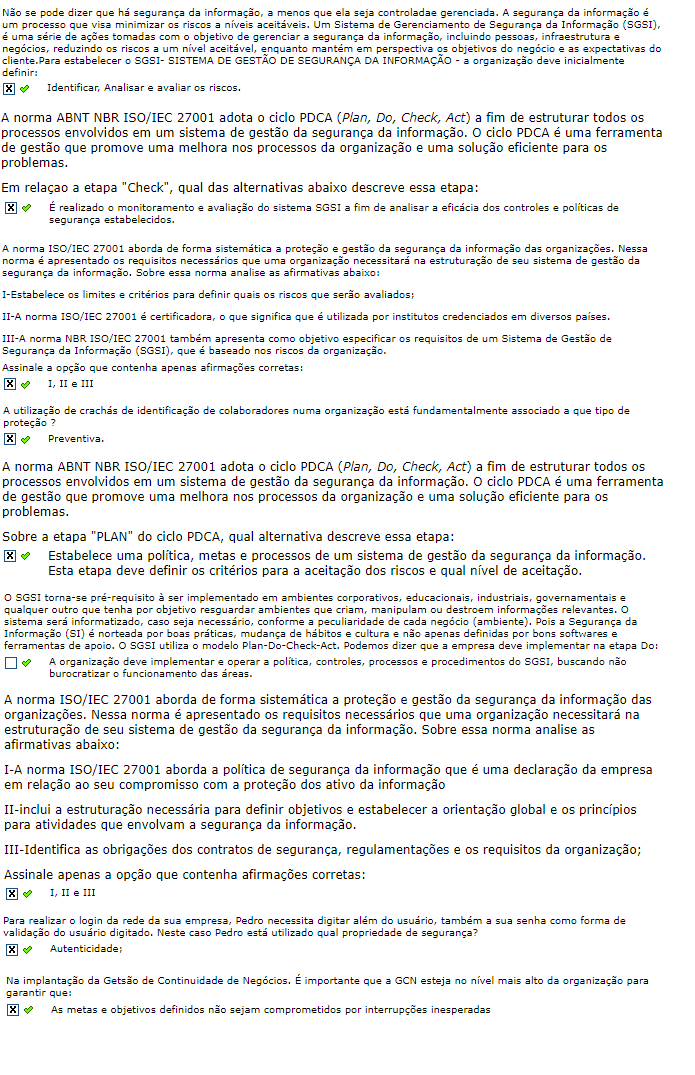 Não se pode dizer que há segurança da informação, a menos que ela seja controladae gerenciada. A segurança da informação é
um processo que visa minimizar os riscos a níveis aceitáveis. Um Sistema de Gerenciamento de Segurança da Informação (SGSI),
é uma série de ações tomadas com o objetivo de gerenciar a segurança da informação, incluindo pessoas, infraestrutura e
negócios, reduzindo os riscos a um nível aceitável, enquanto mantém em perspectiva os objetivos do negócio e as expectativas do
cliente.Para estabelecer o SGSI- SISTEMA DE GESTÃO DE SEGURANÇA DA INFORMAÇÃO - a organização deve inicialmente
definir:
Identificar, Analisar e avaliar os riscos.
A norma ABNT NBR ISO/IEC 27001 adota o ciclo PDCA (Plan, Do, Check, Act) a fim de estruturar todos os
processos envolvidos em um sistema de gestão da segurança da informação. O ciclo PDCA é uma ferramenta
de gestão que promove uma melhora nos processos da organização e uma solução eficiente para os
problemas.
Em relaçao a etapa "Check", qual das alternativas abaixo descreve essa etapa:
É realizado o monitoramento e avaliação do sistema SGSI a fim de analisar a eficácia dos controles e políticas de
segurança estabelecidos.
A norma ISO/IEC 27001 aborda de forma sistemática a proteção e gestão da segurança da informação das organizações. Nessa
norma é apresentado os requisitos necessários que uma organização necessitará na estruturação de seu sistema de gestão da
segurança da informação. Sobre essa norma analise as afirmativas abaixo:
I-Estabelece os limites e critérios para definir quais os riscos que serão avaliados;
II-A norma ISO/IEC 27001 é certificadora, o que significa que é utilizada por institutos credenciados em diversos países.
III-A norma NBR ISO/IEC 27001 também apresenta como objetivo especificar os requisitos de um Sistema de Gestão de
Segurança da Informação (SGSI), que é baseado nos riscos da organização.
Assinale a opção que contenha apenas afirmações corretas:
I, II e III
A utilização de crachás de identificação de colaboradores numa organização está fundamentalmente associado a que tipo de
proteção ?
Preventiva.
A norma ABNT NBR ISO/IEC 27001 adota o ciclo PDCA (Plan, Do, Check, Act) a fim de estruturar todos os
processos envolvidos em um sistema de gestão da segurança da informação. O ciclo PDCA é uma ferramenta
de gestão que promove uma melhora nos processos da organização e uma solução eficiente para os
problemas.
Sobre a etapa "PLAN" do ciclo PDCA, qual alternativa descreve essa etapa:
Estabelece uma política, metas e processos de um sistema de gestão da segurança da informação.
Esta etapa deve definir os critérios para a aceitação dos riscos e qual nível de aceitação.
O SGSI torna-se pré-requisito à ser implementado em ambientes corporativos, educacionais, industriais, governamentais e
qualquer outro que tenha por objetivo resguardar ambientes que criam, manipulam ou destroem informações relevantes. O
sistema será informatizado, caso seja necessário, conforme a peculiaridade de cada negócio (ambiente). Pois a Segurança da
Informação (SI) é norteada por boas práticas, mudança de hábitos e cultura e não apenas definidas por bons softwares e
ferramentas de apoio. O SGSI utiliza o modelo Plan-Do-Check-Act. Podemos dizer que a empresa deve implementar na etapa Do:
A organização deve implementar e operar a política, controles, processos e procedimentos do SGSI, buscando não
burocratizar o funcionamento das áreas.
A norma ISO/IEC 27001 aborda de forma sistemática a proteção e gestão da segurança da informação das
organizações. Nessa norma é apresentado os requisitos necessários que uma organização necessitará na
estruturação de seu sistema de gestão da segurança da informação. Sobre essa norma analise as
afirmativas abaixo:
I-A norma ISO/IEC 27001 aborda a política de segurança da informação que é uma declaração da empresa
em relação ao seu compromisso com a proteção dos ativo da informação
II-inclui a estruturação necessária para definir objetivos e estabelecer a orientação global e os princípios
para atividades que envolvam a segurança da informação.
III-Identifica as obrigações dos contratos de segurança, regulamentações e os requisitos da organização;
Assinale apenas a opção que contenha afirmações corretas:
I, II e III
Para realizar o login da rede da sua empresa, Pedro necessita digitar além do usuário, também a sua senha como forma de
validação do usuário digitado. Neste caso Pedro está utilizado qual propriedade de segurança?
Autenticidade;
Na implantação da Getsão de Continuidade de Negócios. É importante que a GCN esteja no nível mais alto da organização para
garantir que:
As metas e objetivos definidos não sejam comprometidos por interrupções inesperadas